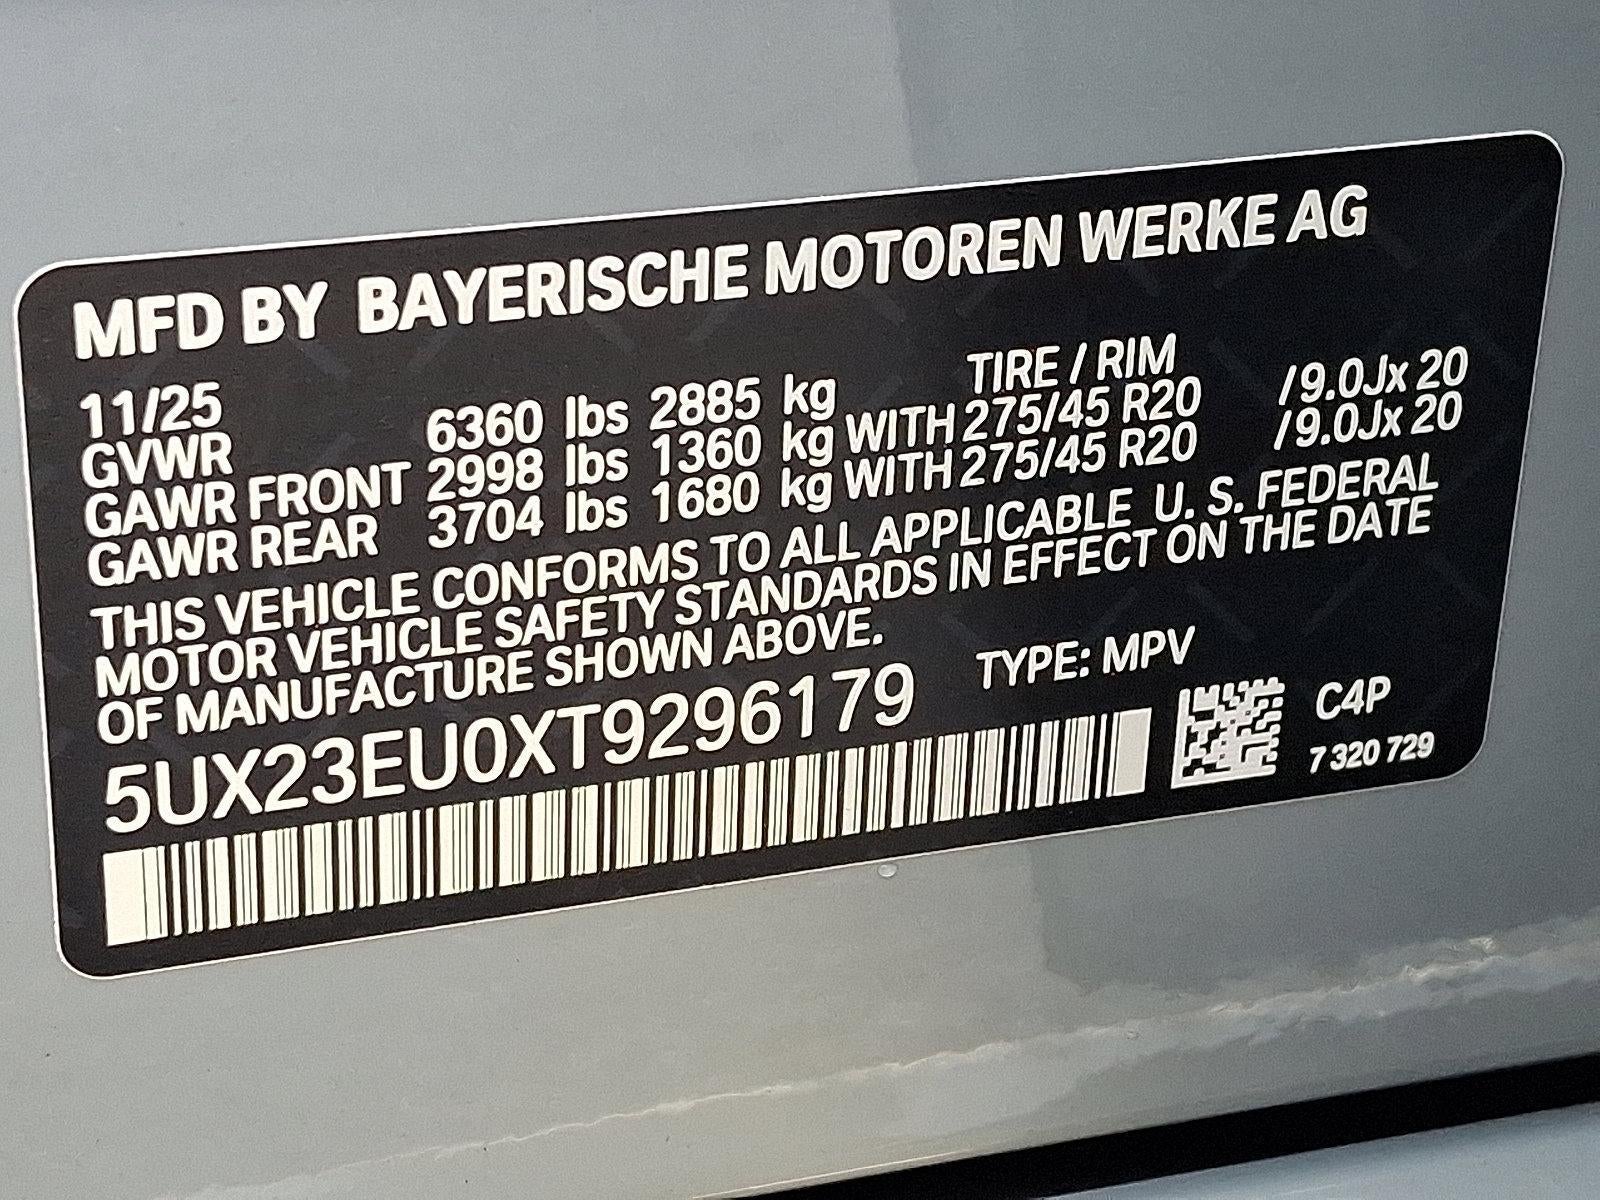 MFD BY BAYERISCHE MOTOREN WERKE AG
11/25 TIRE / RIM
GVWR 6360 lbs 2885 kg
GAWR FRONT 2998 lbs 1360 kg WITH 275/45 R20 /9.0Jx 20
GAWR REAR 3704 lbs 1680 kg WITH 275/45 R20 /9.0Jx 20
THIS VEHICLE CONFORMS TO ALL APPLICABLE U. S. FEDERAL
MOTOR VEHICLE SAFETY STANDARDS IN EFFECT ON THE DATE
OF MANUFACTURE SHOWN ABOVE.
5UX23EU0XT9296179 TYPE: MPV
C4P
7 320 729